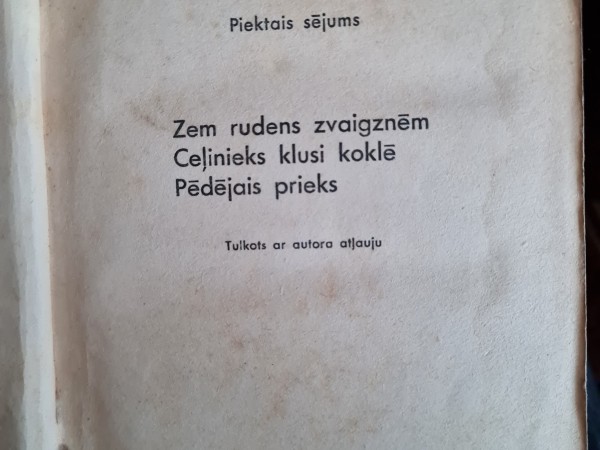 Piektais sējums
Zem rudens zvaigznēm
Ceļinieks klusi koklē
Pēdējais prieks
Tulkots ar autora atļauju